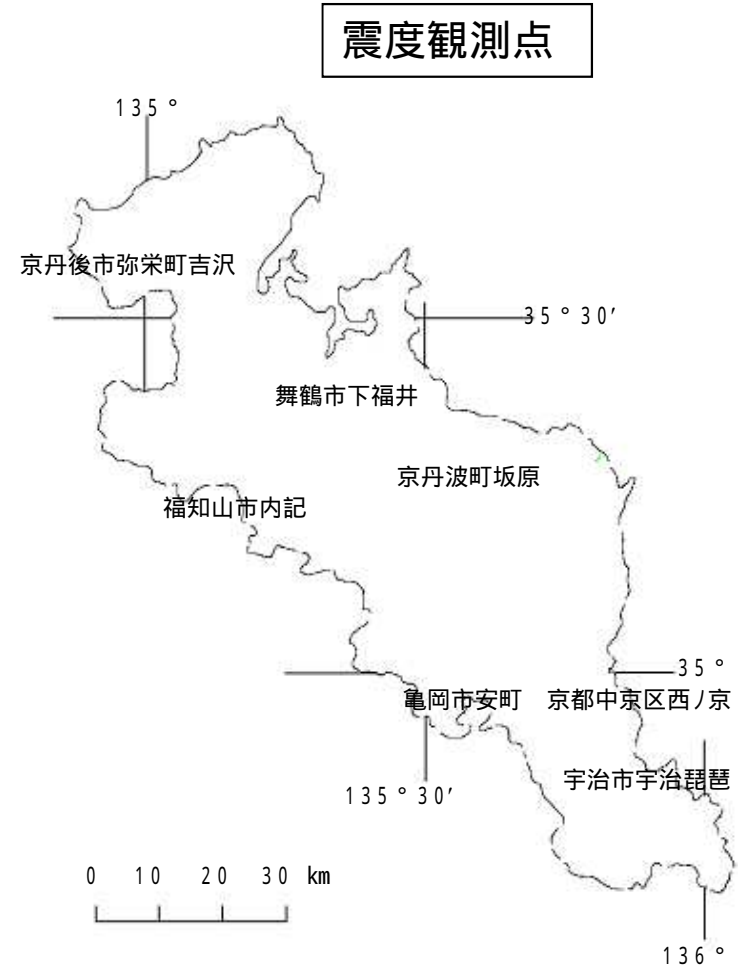 震度観測点
135°
京丹後市弥栄町吉沢
35°30′
舞鶴市下福井
京丹波町坂原
福知山市内記
35°
亀岡市安町
京都中京区西ノ京
宇治市宇治琵琶
135°30′
0 10 20 30 km
136°